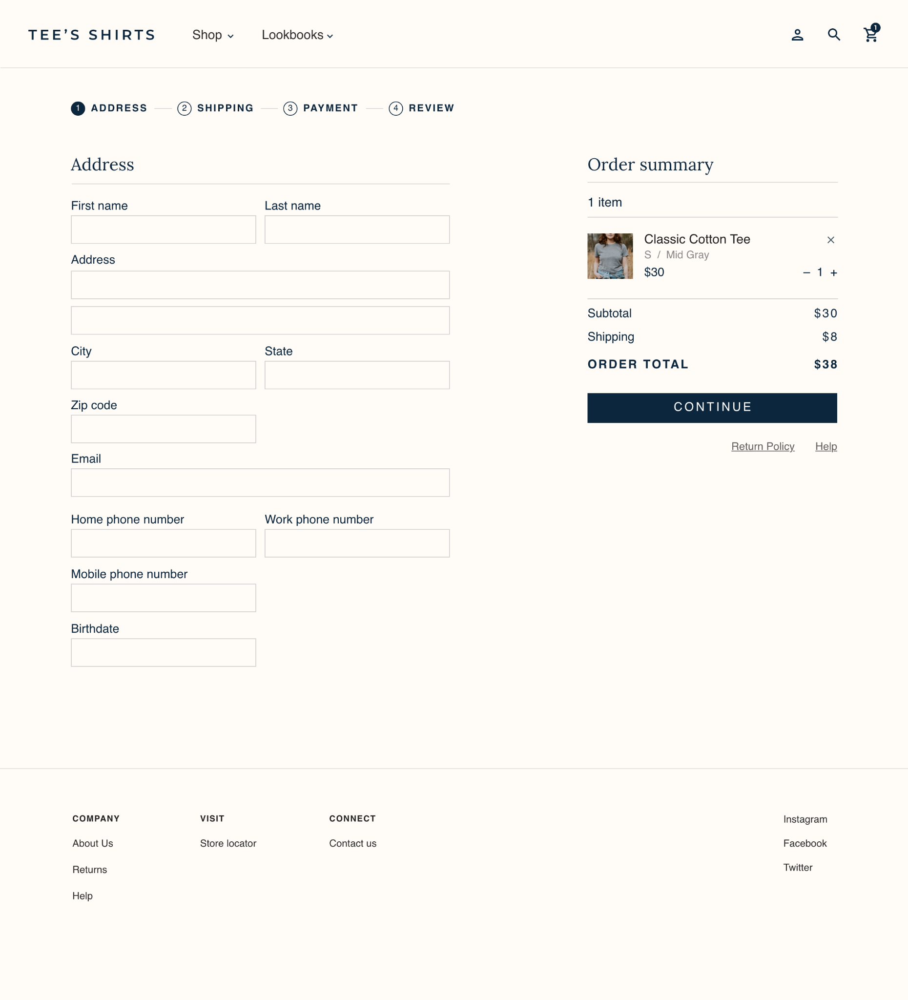 TEE'S SHIRTS Shop Lookbooks 1
1 ADDRESS 2 SHIPPING 3 PAYMENT 4 REVIEW
Address
First name Last name
Address
City State
Zip code
Email
Home phone number Work phone number
Mobile phone number
Birthdate
Order summary
1 item
Classic Cotton Tee
S / Mid Gray
$30 – 1 +
Subtotal $30
Shipping $8
ORDER TOTAL $38
CONTINUE
Return Policy Help
COMPANY
About Us
Returns
Help
VISIT
Store locator
CONNECT
Contact us
Instagram
Facebook
Twitter